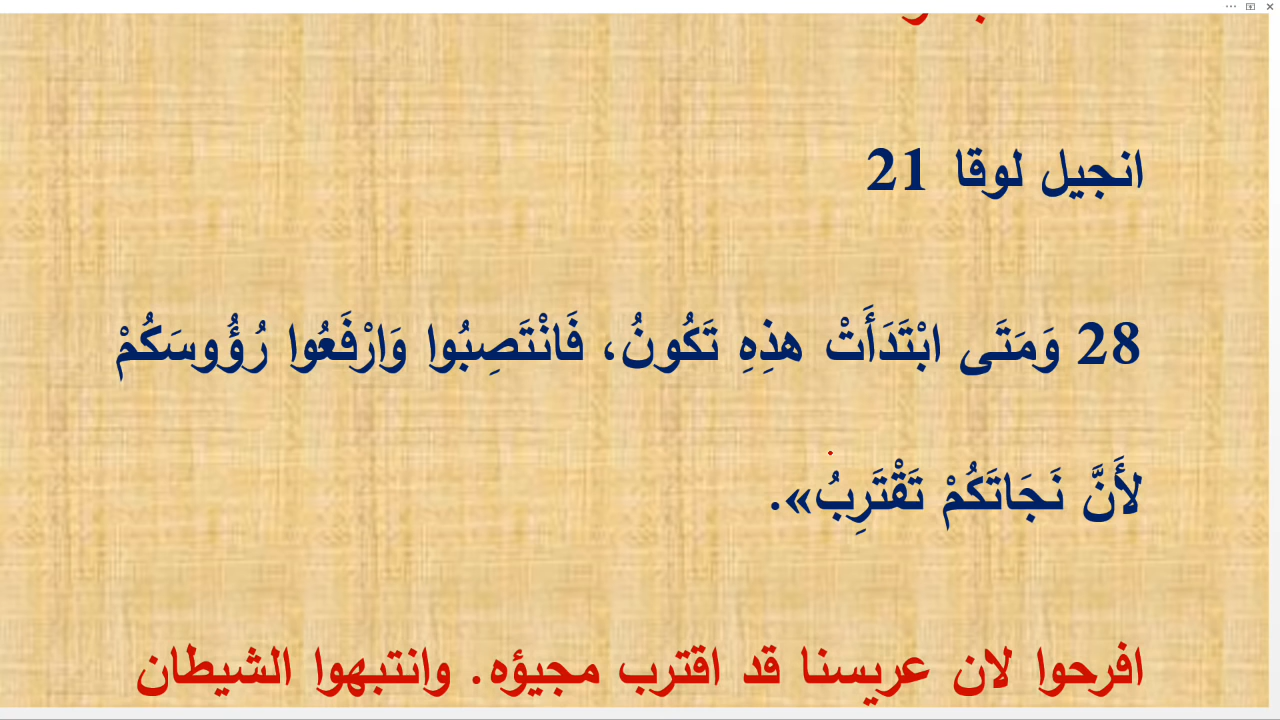 انجيل لوقا 21
28 وَمَتَى ابْتَدَأَتْ هذِهِ تَكُونُ، فَانْتَصِبُوا وَارْفَعُوا رُؤُوسَكُمْ
لأَنَّ نَجَاتَكُمْ تَقْتَرِبُ».
افرحوا لان عريسنا قد اقترب مجيؤه. وانتبهوا الشيطان